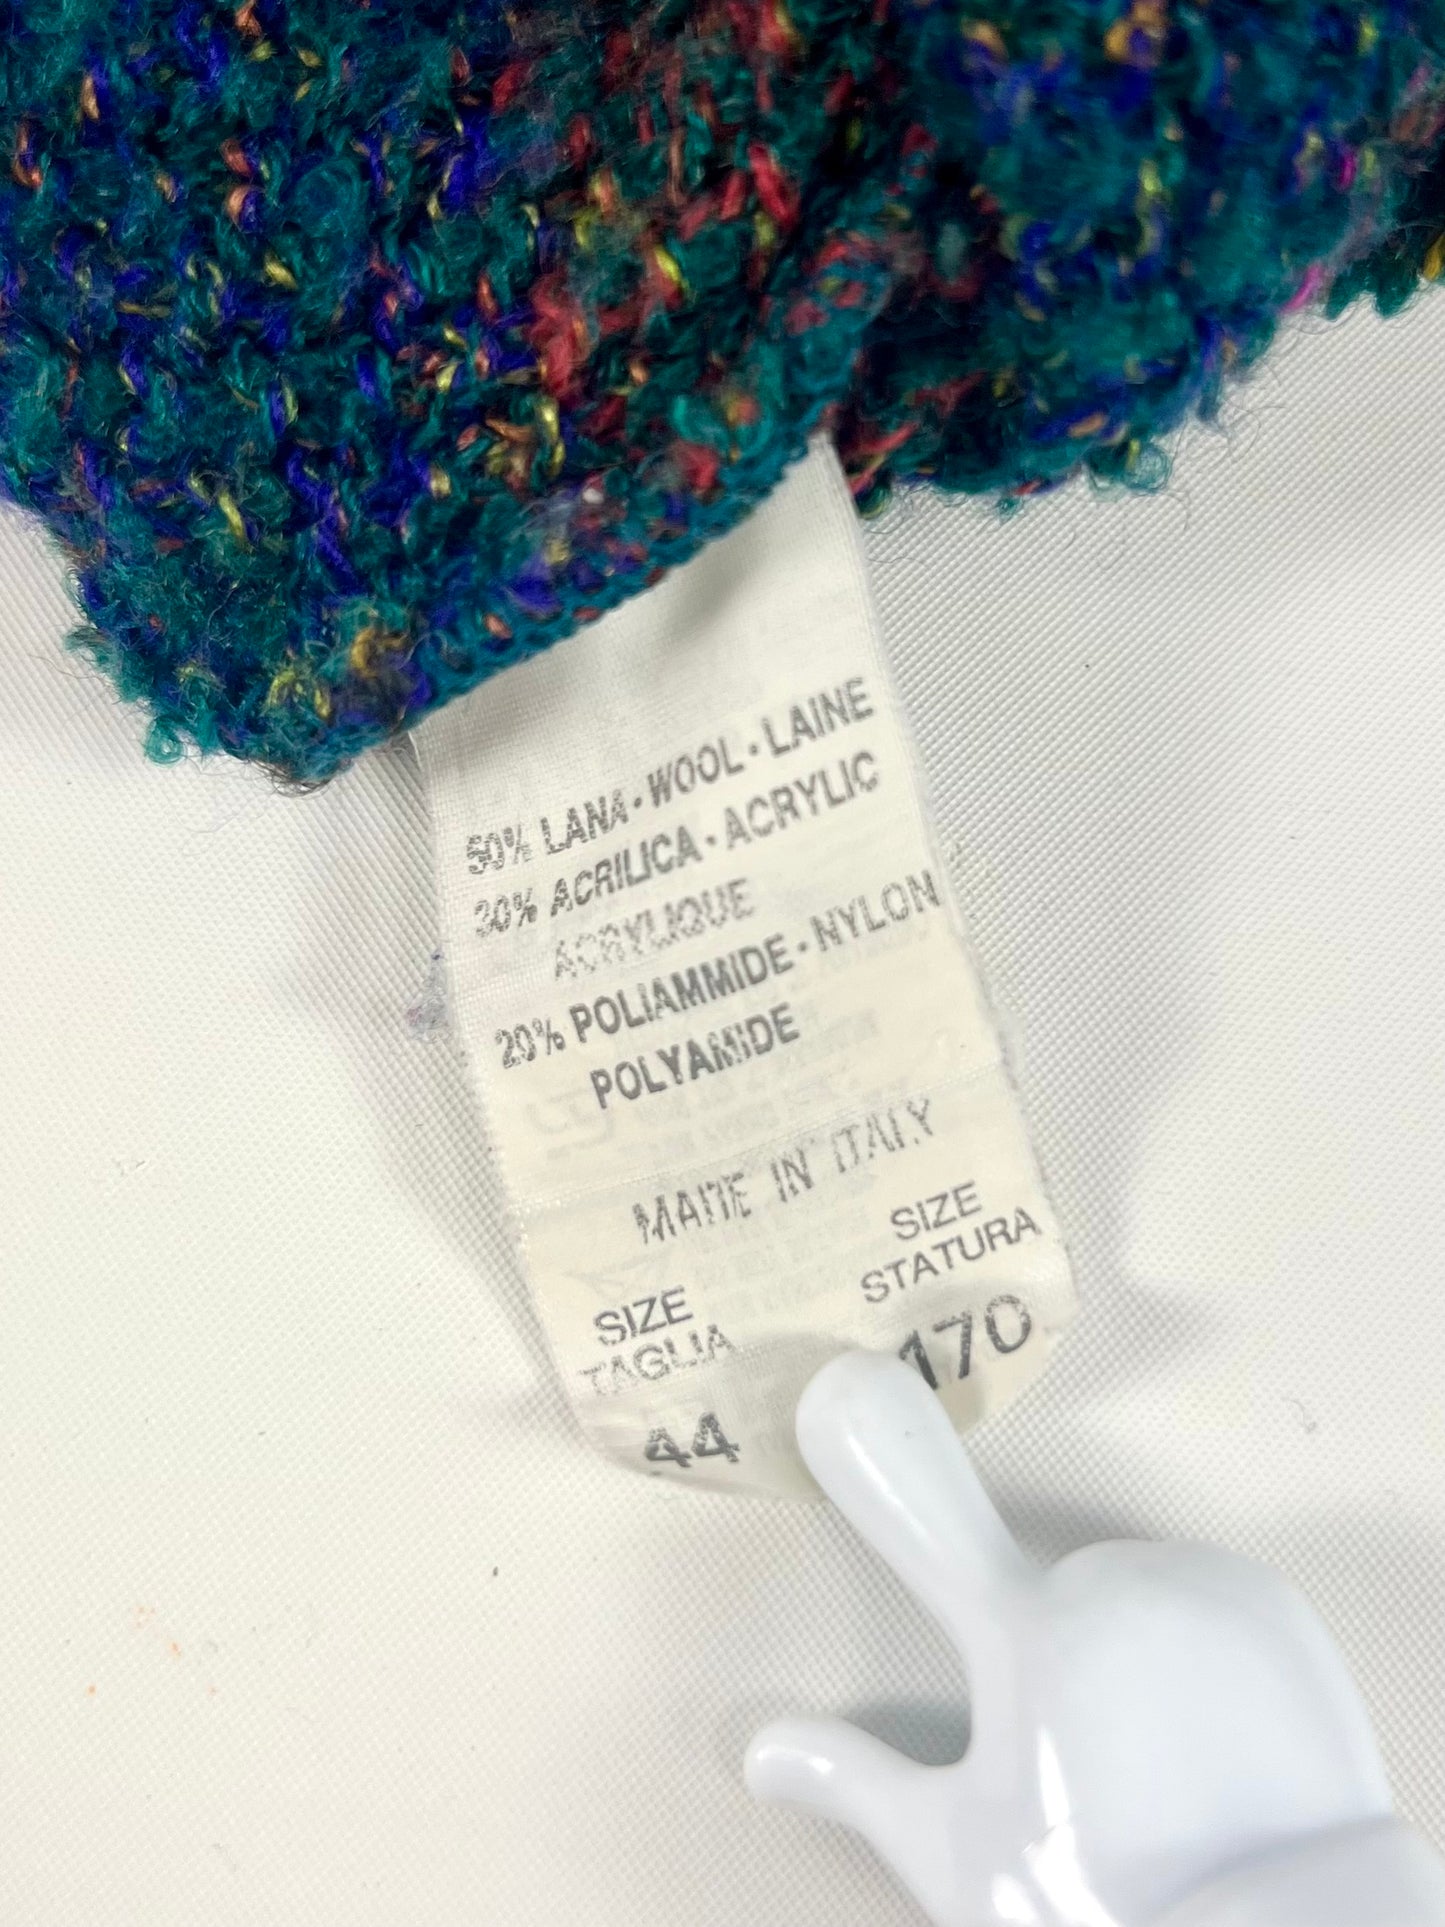 50% LANA · WOOL · LAINE
30% ACRILICA · ACRYLIC
ACRYLIQUE
20% POLIAMMIDE · NYLON
POLYAMIDE
MADE IN ITALY
SIZE
STATURA
SIZE
TAGLIA
170
44